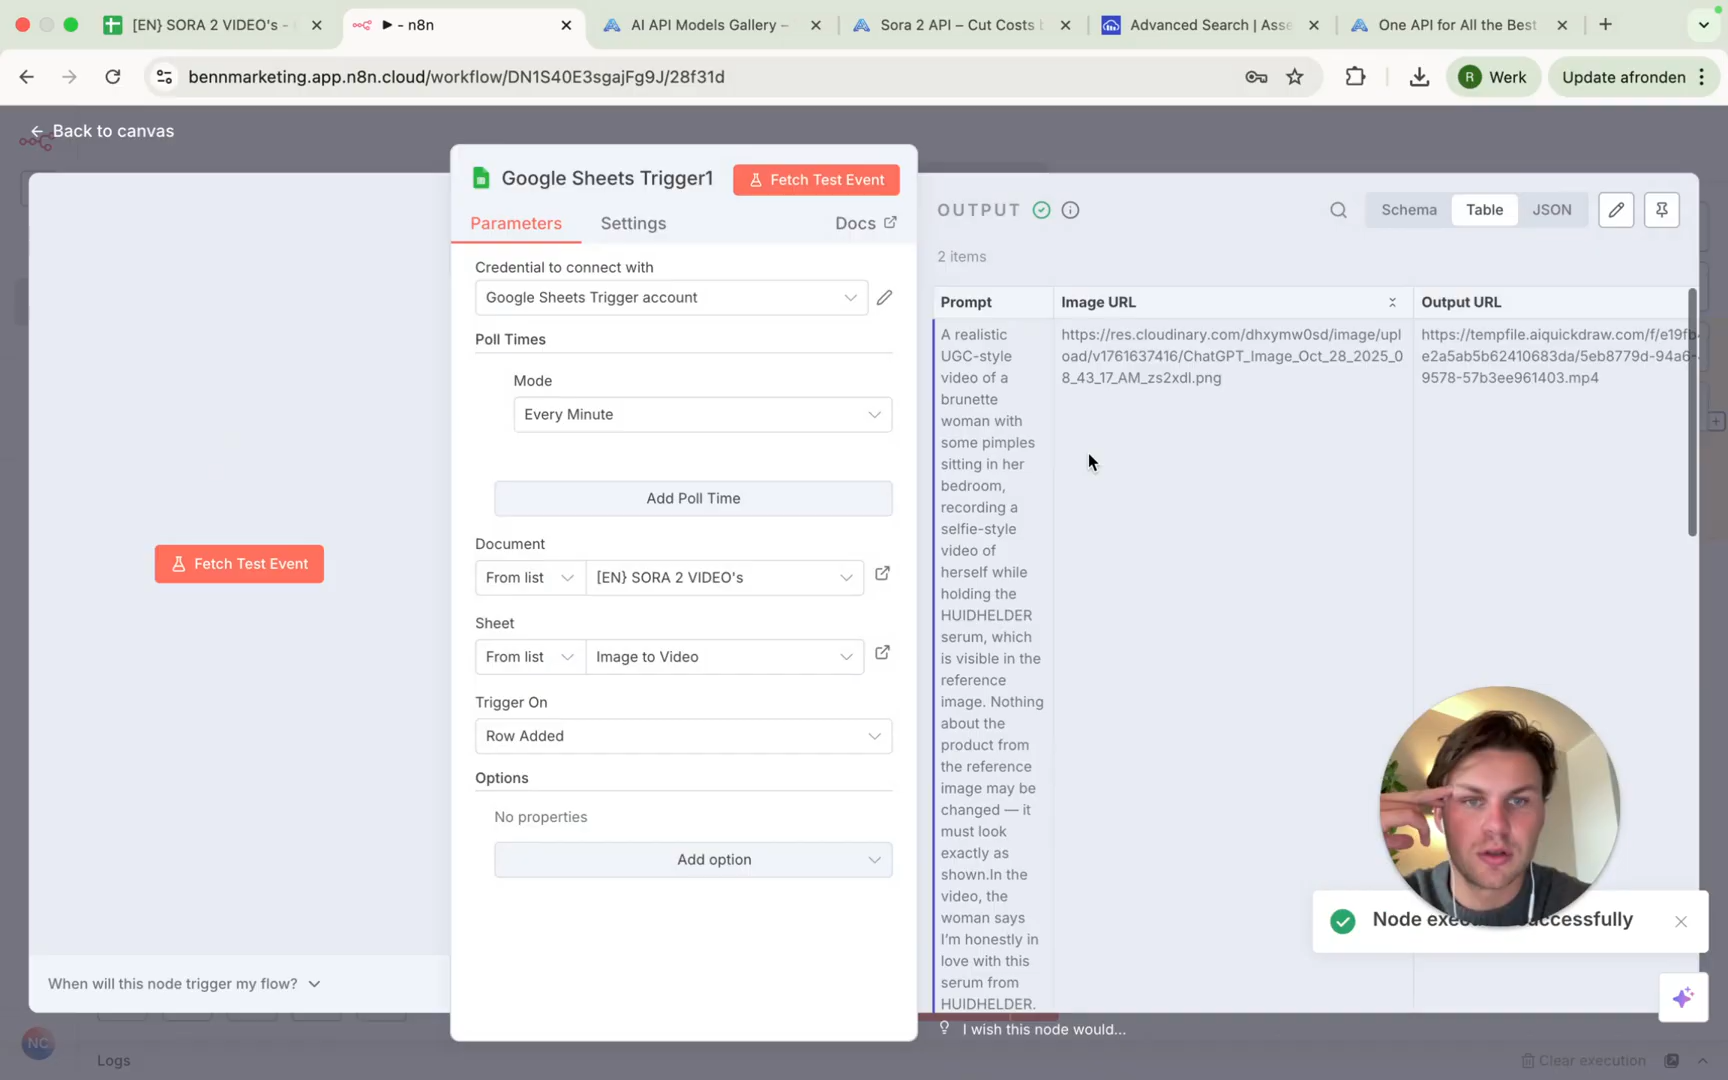 [EN} SORA 2 VIDEO's -
- n8n
AI API Models Gallery –
Sora 2 API – Cut Costs
Advanced Search | Asse
One API for All the Best
bennmarketing.app.n8n.cloud/workflow/DN1S40E3sgajFg9J/28f31d
R
Werk
Update afronden
Back to canvas
Google Sheets Trigger1
Fetch Test Event
Parameters
Settings
Docs
Credential to connect with
Google Sheets Trigger account
Poll Times
Mode
Every Minute
Add Poll Time
Document
From list
[EN} SORA 2 VIDEO's
Sheet
From list
Image to Video
Trigger On
Row Added
Options
No properties
Add option
Fetch Test Event
When will this node trigger my flow?
OUTPUT
Schema
Table
JSON
2 items
Prompt
Image URL
Output URL
A realistic
UGC-style
video of a
brunette
woman with
some pimples
sitting in her
bedroom,
recording a
selfie-style
video of
herself while
holding the
HUIDHELDER
serum, which
is visible in the
reference
image. Nothing
about the
product from
the reference
image may be
changed — it
must look
exactly as
shown.In the
video, the
woman says
I'm honestly in
love with this
serum from
HUIDHELDER.
https://res.cloudinary.com/dhxymw0sd/image/upl
oad/v1761637416/ChatGPT_Image_Oct_28_2025_0
8_43_17_AM_zs2xdl.png
https://tempfile.aiquickdraw.com/f/e19fb
e2a5ab5b62410683da/5eb8779d-94a6-
9578-57b3ee961403.mp4
Node exe
uccessfully
I wish this node would...
NC
Logs
Clear execution